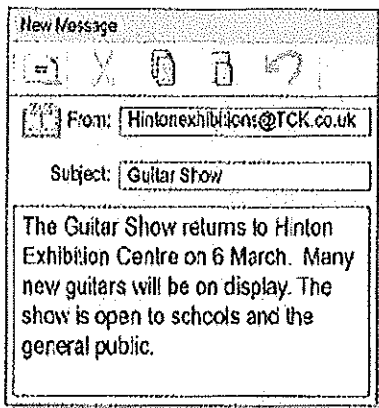 New Message
From: Hintonexhibitions@TCK.co.uk
Subject: Guitar Show
The Guitar Show returns to Hinton
Exhibition Centre on 6 March. Many
new guitars will be on display. The
show is open to schools and the
general public.